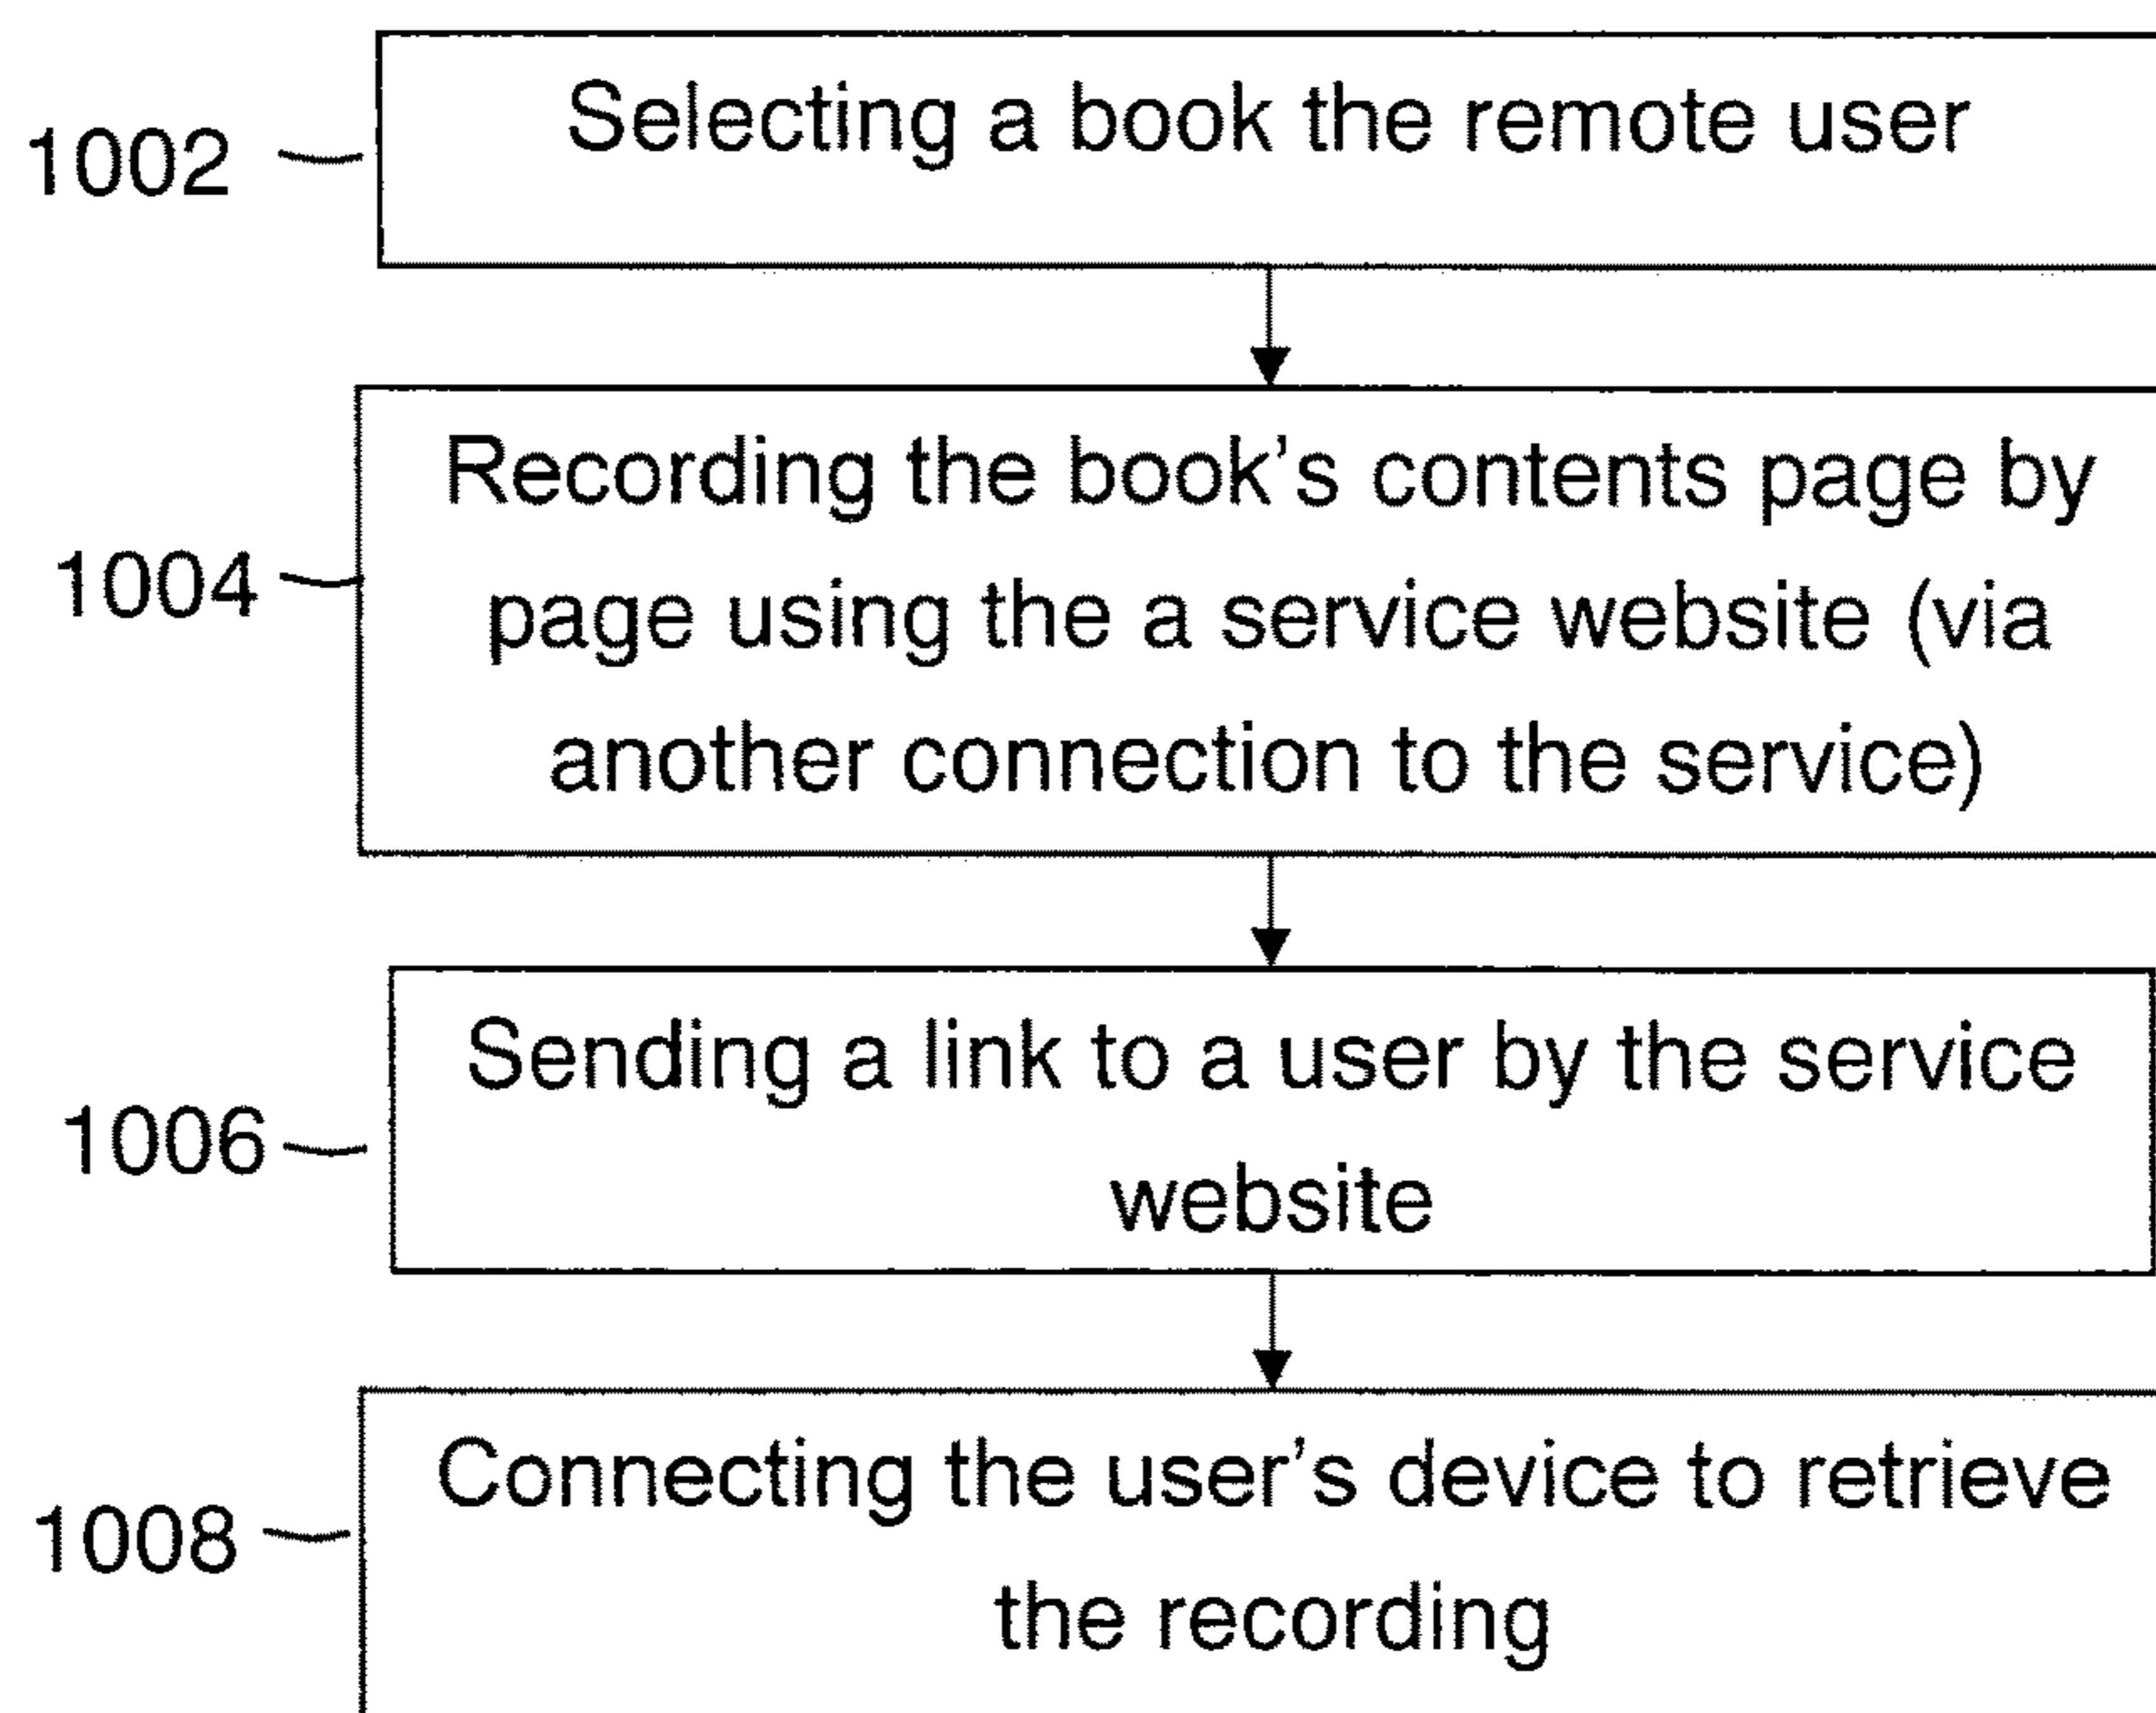 1002
Selecting a book the remote user
Recording the book's contents page by
1004
page using the a service website (via
another connection to the service)
Sending a link to a user by the service
1006
website
Connecting the user's device to retrieve
1008
the recording